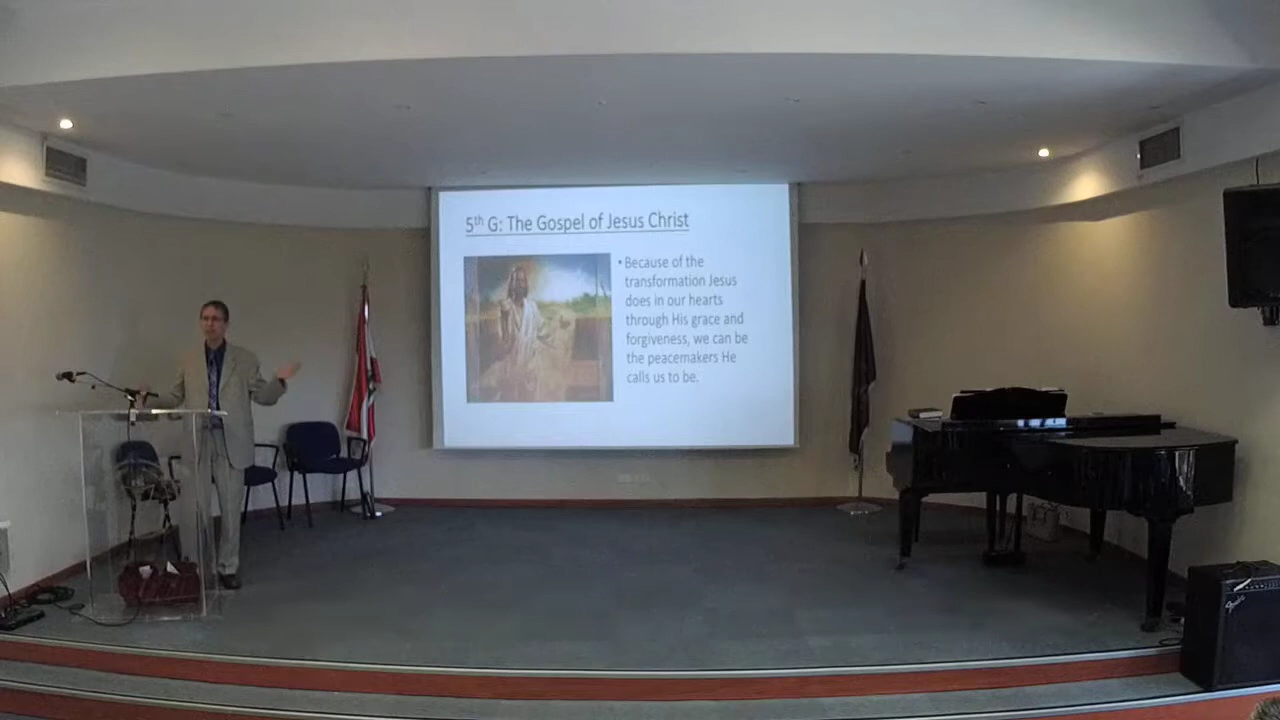 5th G: The Gospel of Jesus Christ
• Because of the
transformation Jesus
does in our hearts
through His grace and
forgiveness, we can be
the peacemakers He
calls us to be.
Fender